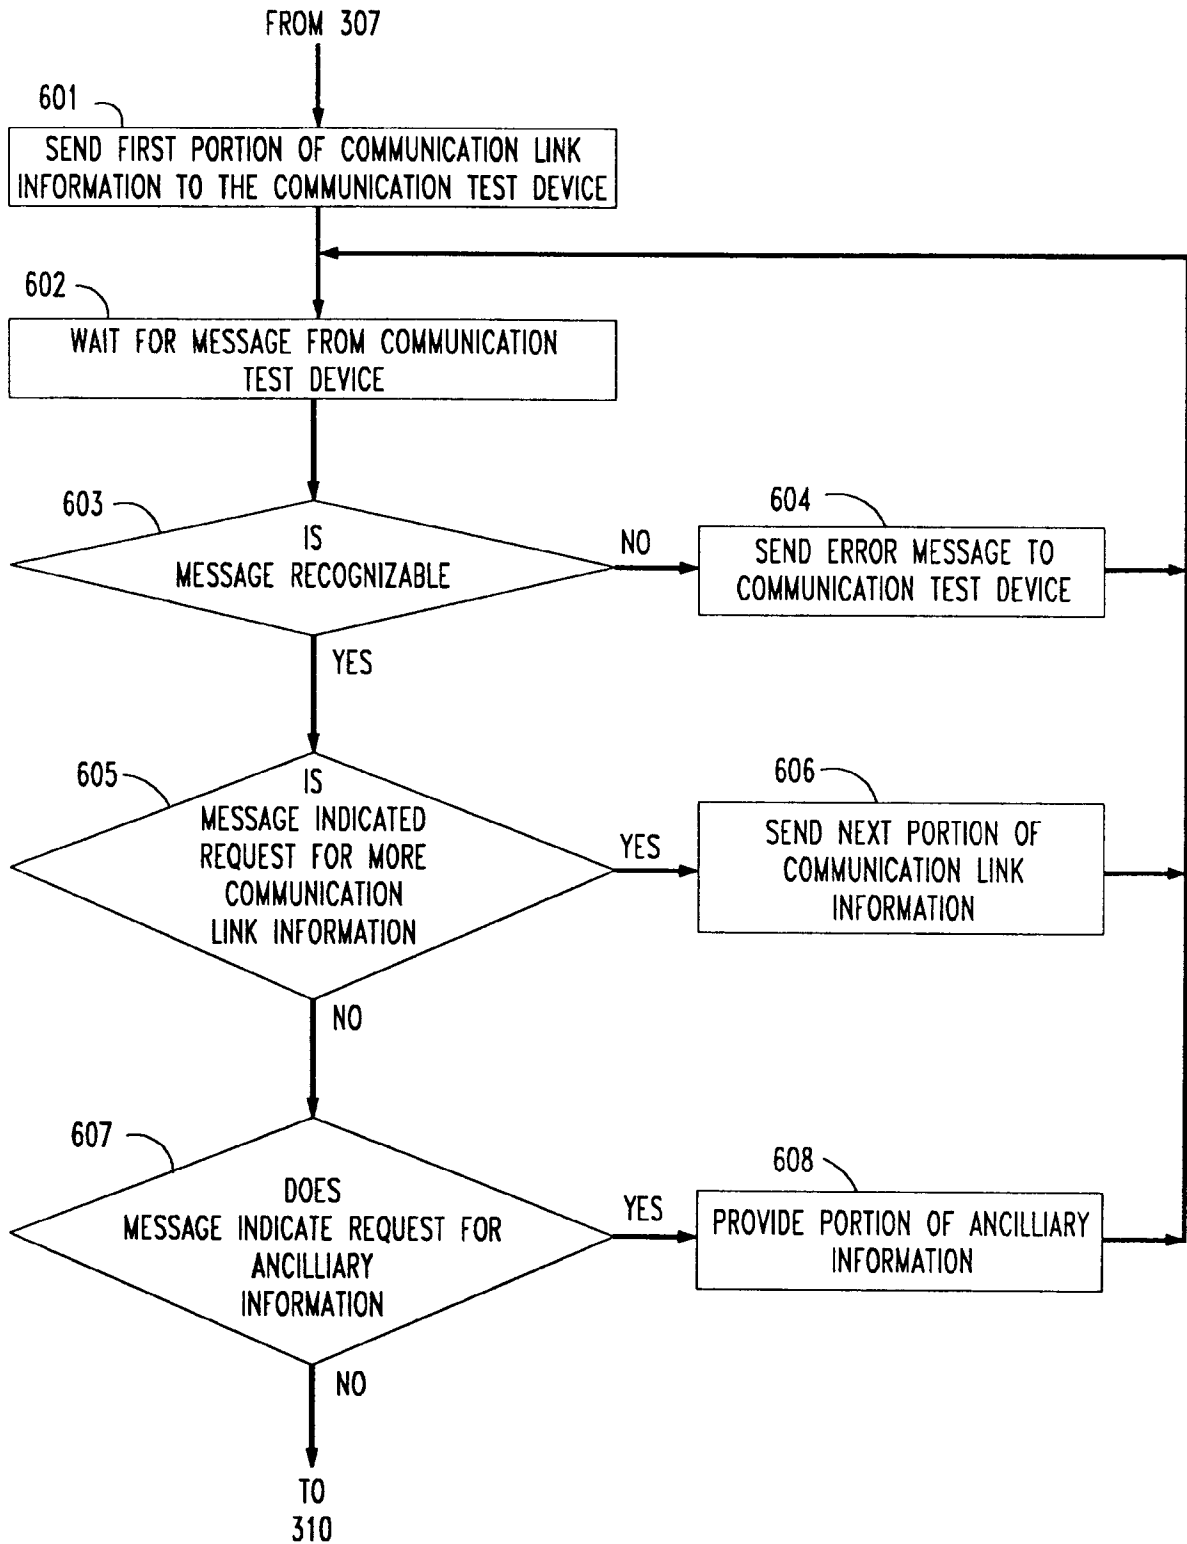 FROM 307
601
SEND FIRST PORTION OF COMMUNICATION LINK
INFORMATION TO THE COMMUNICATION TEST DEVICE
602
WAIT FOR MESSAGE FROM COMMUNICATION
TEST DEVICE
603
IS
MESSAGE RECOGNIZABLE
NO
604
SEND ERROR MESSAGE TO
COMMUNICATION TEST DEVICE
YES
605
IS
MESSAGE INDICATED
REQUEST FOR MORE
COMMUNICATION
LINK INFORMATION
YES
606
SEND NEXT PORTION OF
COMMUNICATION LINK
INFORMATION
NO
607
DOES
MESSAGE INDICATE REQUEST FOR
ANCILLIARY
INFORMATION
YES
608
PROVIDE PORTION OF ANCILLIARY
INFORMATION
NO
TO
310